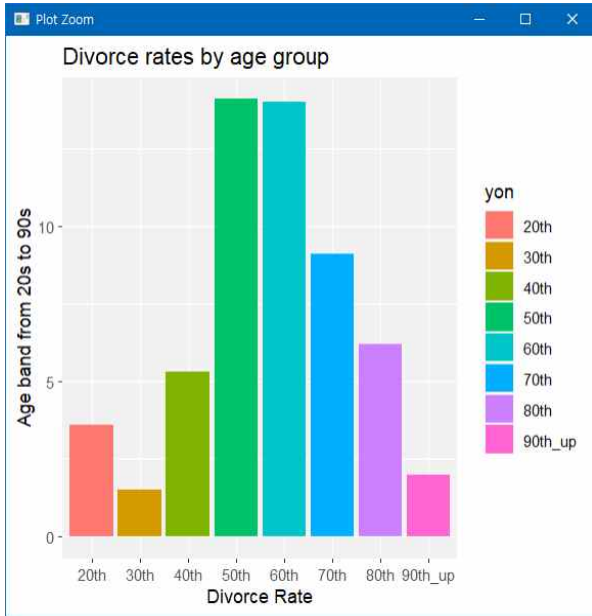 Plot Zoom
Divorce rates by age group
Age band from 20s to 90s
10
5
0
20th 30th 40th 50th 60th 70th 80th 90th_up
Divorce Rate
yon
20th
30th
40th
50th
60th
70th
80th
90th_up